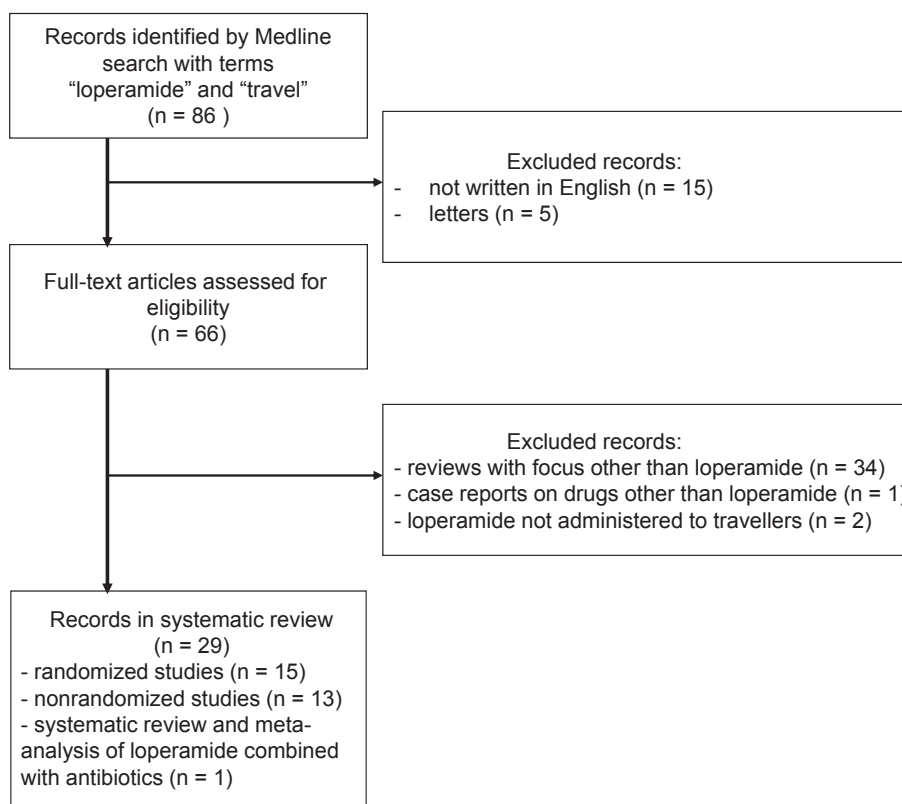 Records identified by Medline
search with terms
“loperamide” and “travel”
(n = 86 )
Excluded records:
- not written in English (n = 15)
- letters (n = 5)
Full-text articles assessed for
eligibility
(n = 66)
Excluded records:
- reviews with focus other than loperamide (n = 34)
- case reports on drugs other than loperamide (n = 1)
- loperamide not administered to travellers (n = 2)
Records in systematic review
(n = 29)
- randomized studies (n = 15)
- nonrandomized studies (n = 13)
- systematic review and meta-
analysis of loperamide combined
with antibiotics (n = 1)